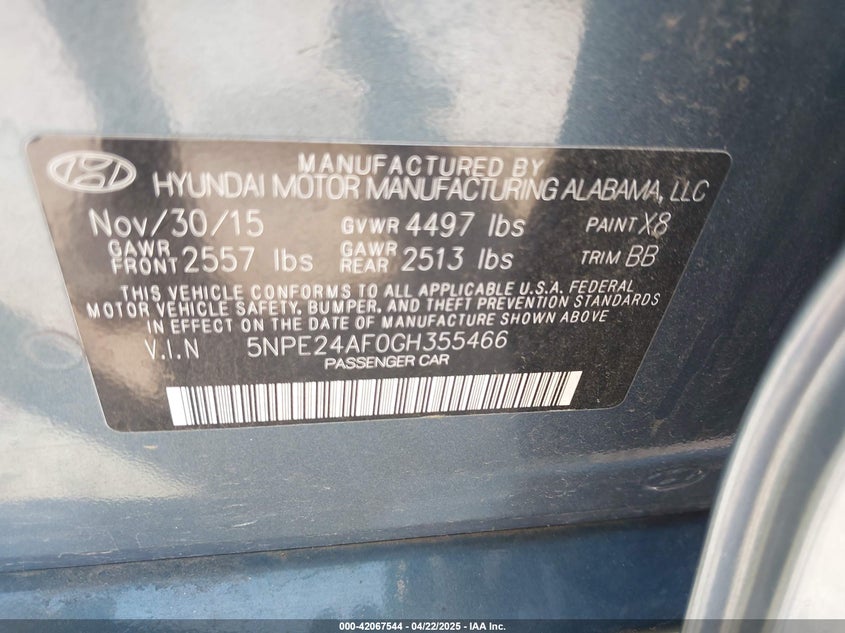 MANUFACTURED BY
HYUNDAI MOTOR MANUFACTURING ALABAMA, LLC
Nov/30/15 GVWR 4497 lbs PAINT X8
GAWR FRONT 2557 lbs GAWR REAR 2513 lbs TRIM BB
THIS VEHICLE CONFORMS TO ALL APPLICABLE U.S.A. FEDERAL
MOTOR VEHICLE SAFETY, BUMPER, AND THEFT PREVENTION STANDARDS
IN EFFECT ON THE DATE OF MANUFACTURE SHOWN ABOVE
V.I.N 5NPE24AF0GH355466
PASSENGER CAR
000-42067544 | 04/22/2025 - IAA Inc.